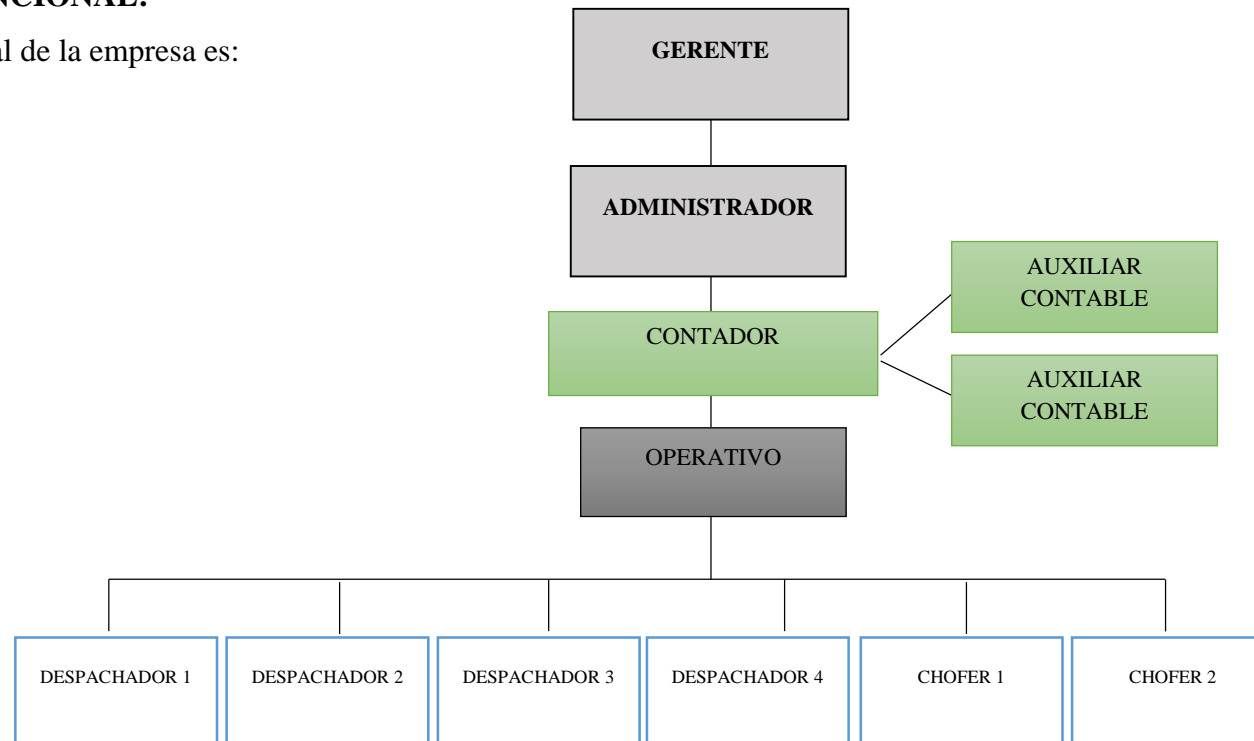 al de la empresa es:
GERENTE
ADMINISTRADOR
CONTADOR
AUXILIAR
CONTABLE
AUXILIAR
CONTABLE
OPERATIVO
DESPACHADOR 1
DESPACHADOR 2
DESPACHADOR 3
DESPACHADOR 4
CHOFER 1
CHOFER 2